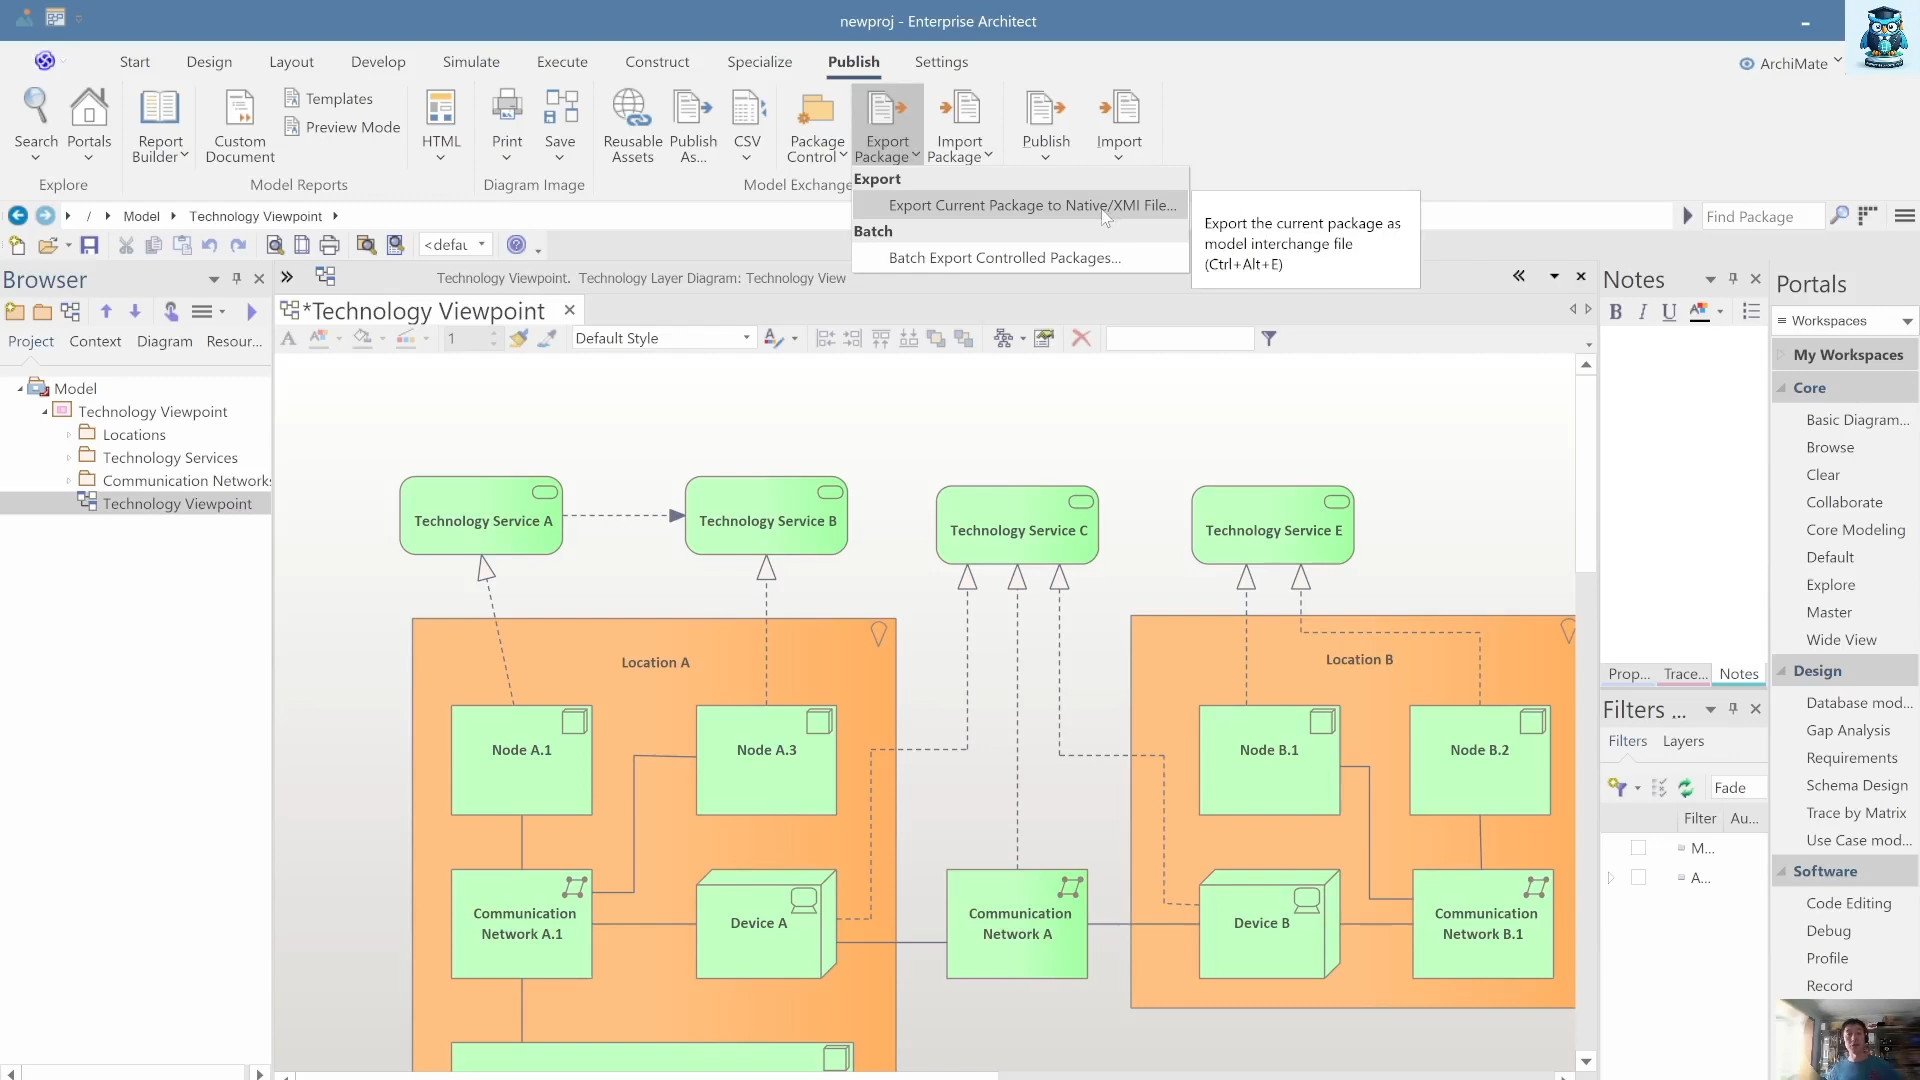 newproj - Enterprise Architect
Start
Design
Layout
Develop
Simulate
Execute
Construct
Specialize
Publish
Settings
ArchiMate
Search
Portals
Report
Builder
Custom
Document
Templates
Preview Mode
HTML
Print
Save
Reusable
Assets
Publish
As...
CSV
Package
Control
Export
Package
Import
Package
Publish
Import
Explore
Model Reports
Diagram Image
Model Exchange
Export
Export Current Package to Native/XMI File...
Batch
Batch Export Controlled Packages...
Export the current package as
model interchange file
(Ctrl+Alt+E)
/
Model
Technology Viewpoint
Find Package
<defau
Browser
Technology Viewpoint. Technology Layer Diagram: Technology View
*Technology Viewpoint
1
Default Style
Project
Context
Diagram
Resour...
Model
Technology Viewpoint
Locations
Technology Services
Communication Networks
Technology Viewpoint
Technology Service A
Technology Service B
Technology Service C
Technology Service E
Location A
Location B
Node A.1
Node A.3
Node B.1
Node B.2
Communication
Network A.1
Device A
Communication
Network A
Device B
Communication
Network B.1
Notes
B I U
Prop...
Trace...
Notes
Filters ...
Filters
Layers
Fade
Filter
Au...
M...
A...
Portals
Workspaces
My Workspaces
Core
Basic Diagram...
Browse
Clear
Collaborate
Core Modeling
Default
Explore
Master
Wide View
Design
Database mod...
Gap Analysis
Requirements
Schema Design
Trace by Matrix
Use Case mod...
Software
Code Editing
Debug
Profile
Record